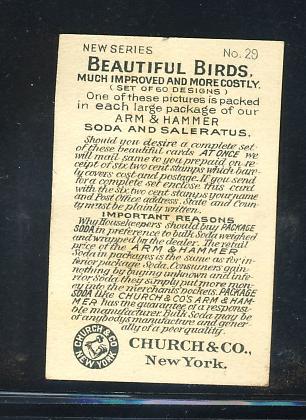 NEW SERIES No. 29
BEAUTIFUL BIRDS,
MUCH IMPROVED AND MORE COSTLY.
(SET OF 60 DESIGNS)
One of these pictures is packed
in each large package of our
ARM & HAMMER
SODA AND SALERATUS.
Should you desire a complete set
of these beautiful cards AT ONCE we
will mail same to you prepaid on re-
ceipt of six two cent stamps which bare-
ly covers cost and postage. If you send
for a complete set enclose this card
with the six two cent stamps your name
and Post Office address. State and Coun-
ty must be plainly written.
IMPORTANT REASONS
Why Housekeepers should buy PACKAGE
SODA in preference to bulk Soda weighed
and wrapped by the dealer. The retail
price of the ARM & HAMMER
Soda in packages is the same as for in-
ferior package Soda. Consumers gain
nothing by buying unknown and infe-
rior Soda; they simply put more mon-
ey into the merchants pockets. PACKAGE
SODA like CHURCH & CO'S ARM & HAM-
MER has the guarantee of a responsi-
ble manufacturer. Bulk Soda may be
of anybodys manufacture and gener-
ally of a poor quality.
CHURCH & CO
NEW YORK
CHURCH & CO.,
New York.